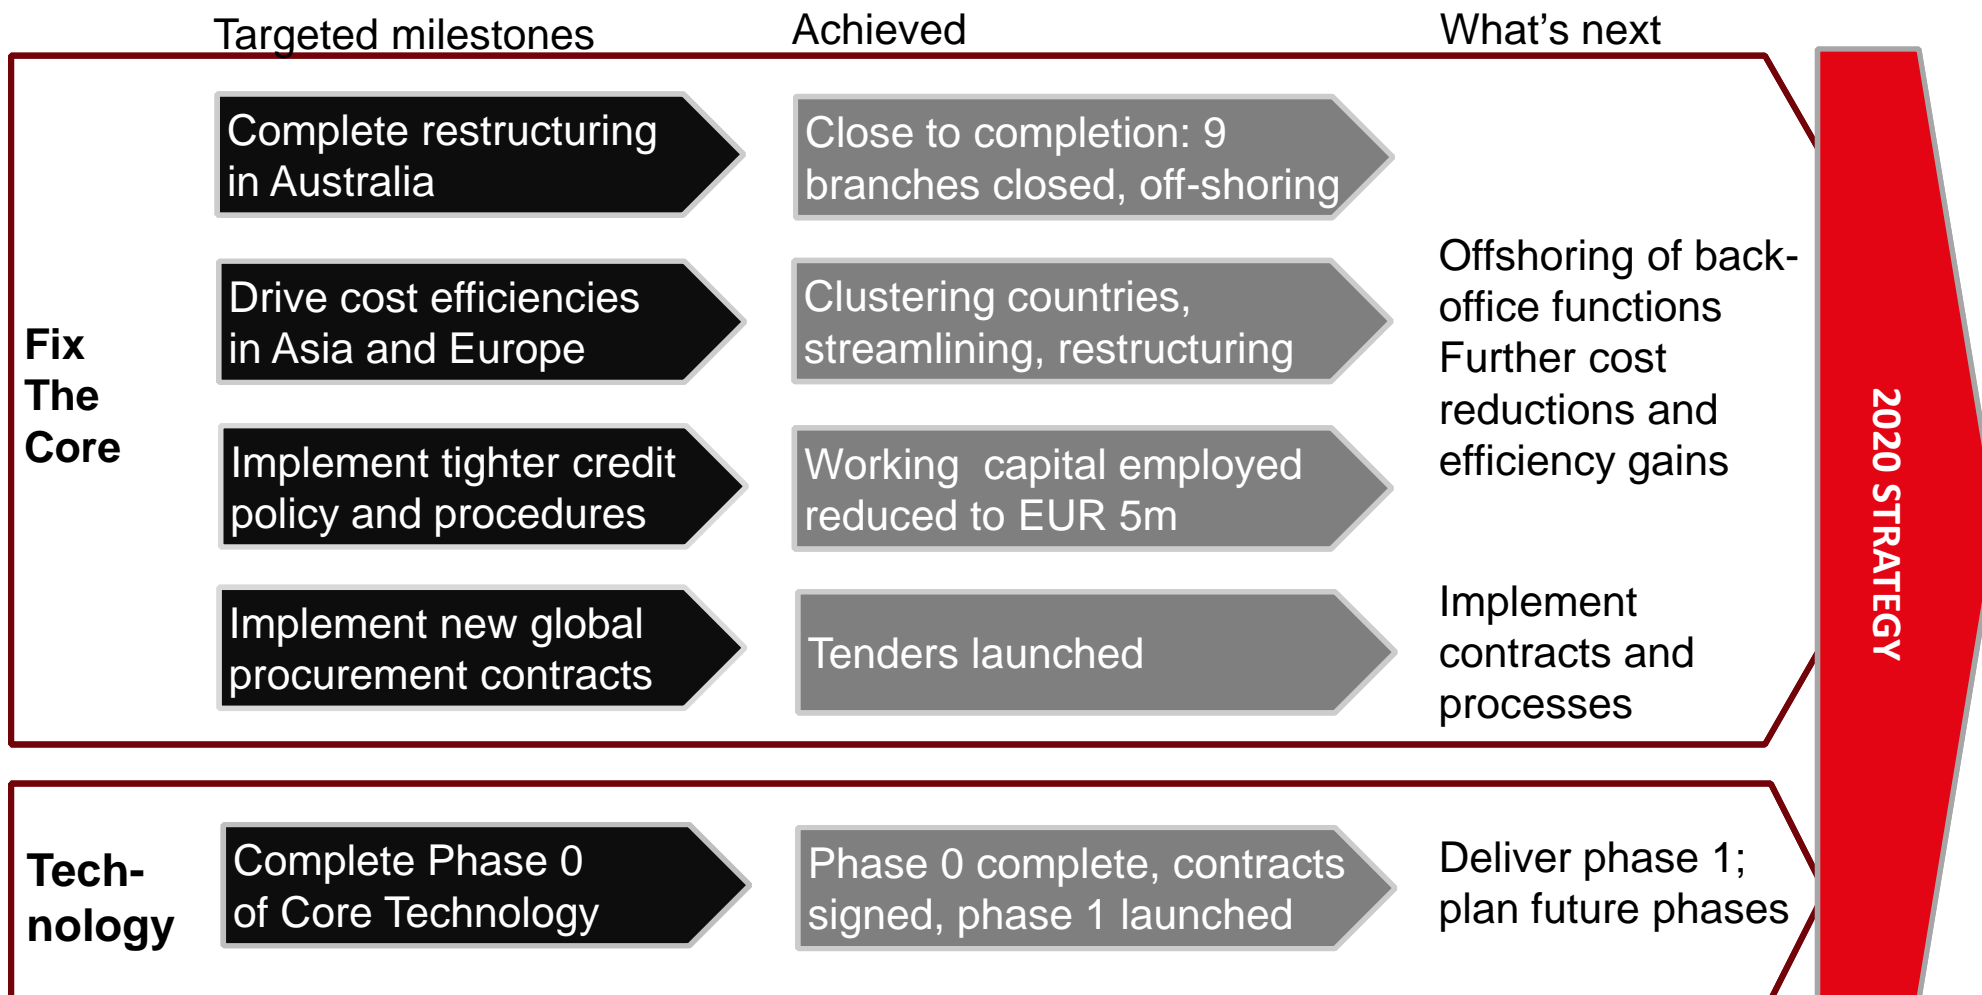 Targeted milestones
Achieved
What's next
Fix
The
Core
Complete restructuring
in Australia
Close to completion: 9
branches closed, off-shoring
Drive cost efficiencies
in Asia and Europe
Clustering countries,
streamlining, restructuring
Implement tighter credit
policy and procedures
Working  capital employed
reduced to EUR 5m
Offshoring of back-
office functions
Further cost
reductions and
efficiency gains
Implement new global
procurement contracts
Tenders launched
Implement
contracts and
processes
Tech-
nology
Complete Phase 0
of Core Technology
Phase 0 complete, contracts
signed, phase 1 launched
Deliver phase 1;
plan future phases
2020 STRATEGY